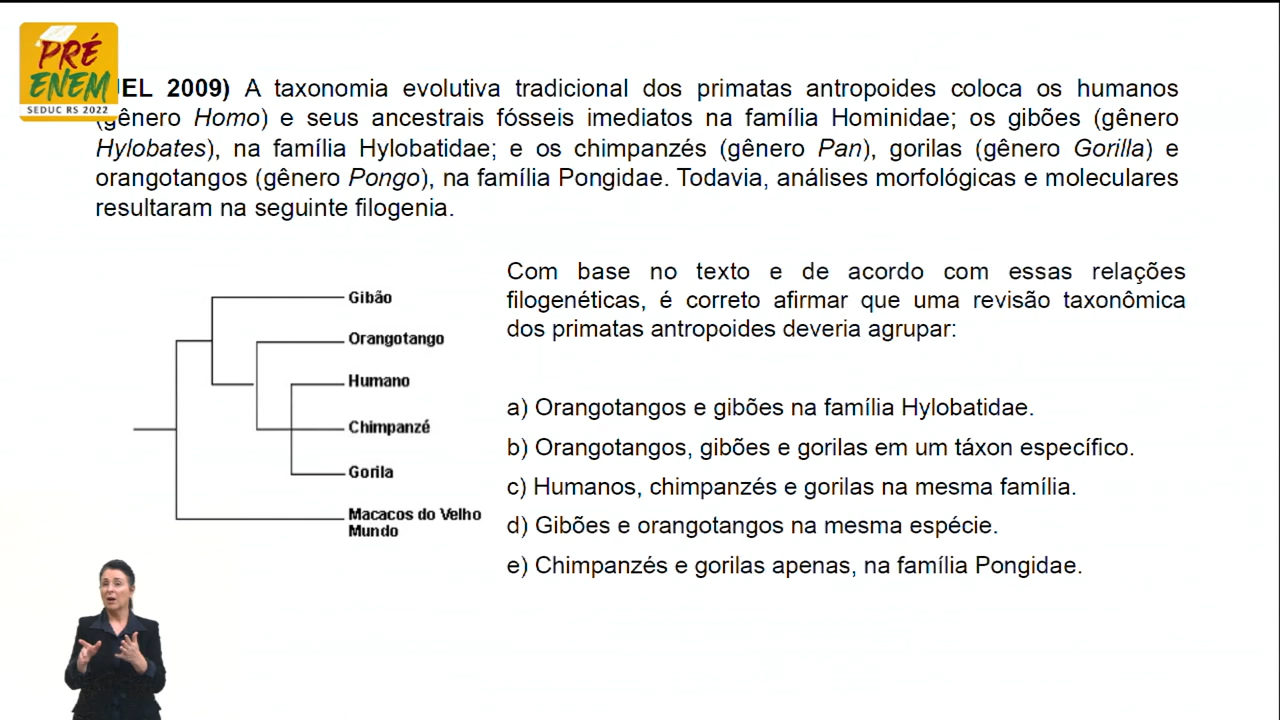 PRÉ
ENEM
SEDUC RS 2022
2009) A taxonomia evolutiva tradicional dos primatas antropoides coloca os humanos
(gênero Homo) e seus ancestrais fósseis imediatos na família Hominidae; os gibões (gênero
Hylobates), na família Hylobatidae; e os chimpanzés (gênero Pan), gorilas (gênero Gorilla) e
orangotangos (gênero Pongo), na família Pongidae. Todavia, análises morfológicas e moleculares
resultaram na seguinte filogenia.
Gibão
Orangotango
Humano
Chimpanzé
Gorila
Macacos do Velho
Mundo
Com base no texto e de acordo com essas relações
filogenéticas, é correto afirmar que uma revisão taxonômica
dos primatas antropoides deveria agrupar:
a) Orangotangos e gibões na família Hylobatidae.
b) Orangotangos, gibões e gorilas em um táxon específico.
c) Humanos, chimpanzés e gorilas na mesma família.
d) Gibões e orangotangos na mesma espécie.
e) Chimpanzés e gorilas apenas, na família Pongidae.